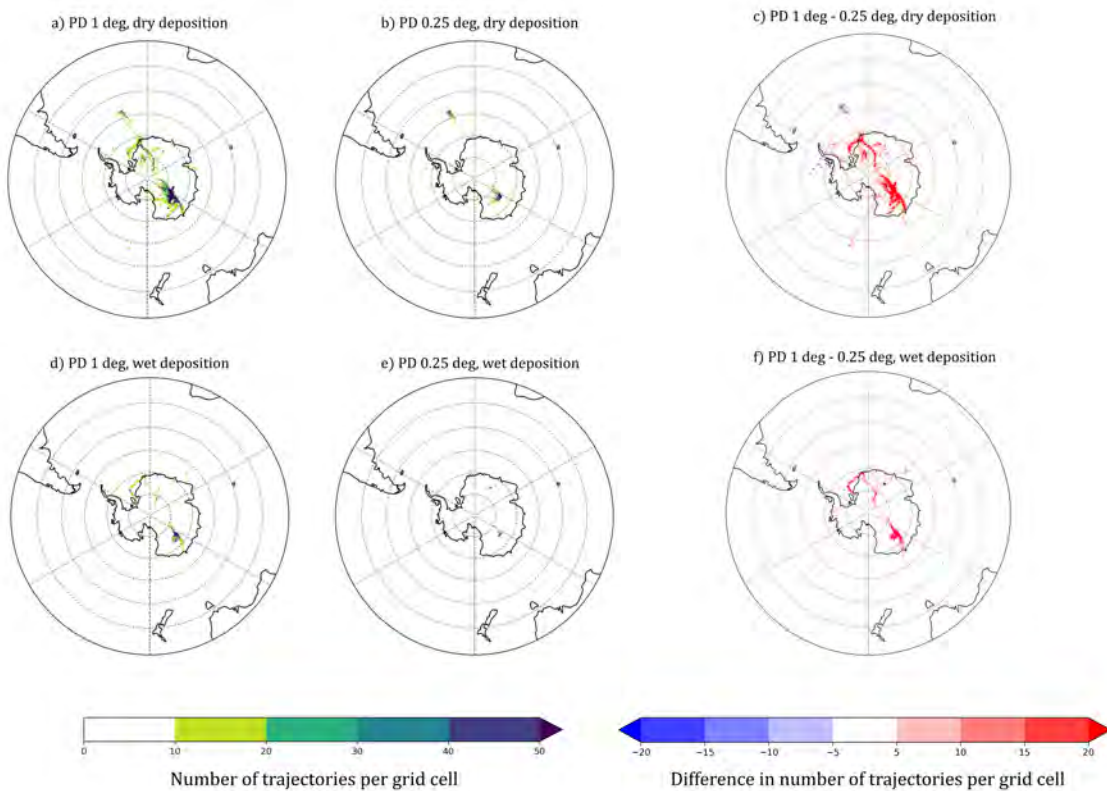 a) PD 1 deg, dry deposition
b) PD 0.25 deg, dry deposition
c) PD 1 deg - 0.25 deg, dry deposition
d) PD 1 deg, wet deposition
e) PD 0.25 deg, wet deposition
f) PD 1 deg - 0.25 deg, wet deposition
0 10 20 30 40 50
−20 −15 −10 −5 5 10 15 20
Number of trajectories per grid cell
Difference in number of trajectories per grid cell